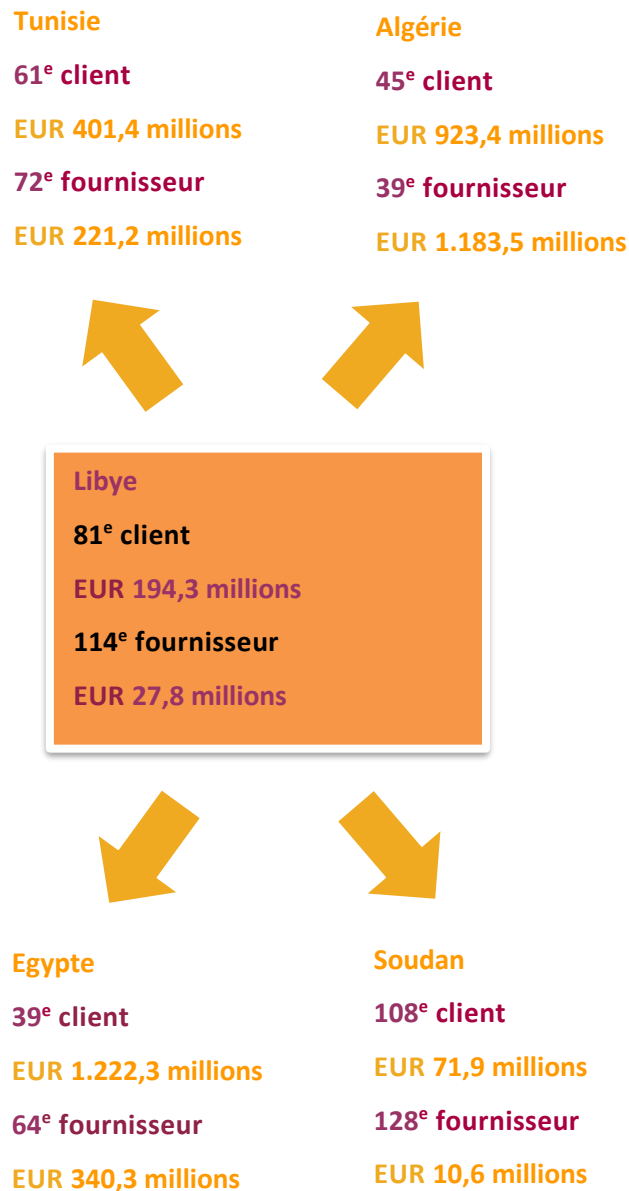 Tunisie
61e client
EUR 401,4 millions
72e fournisseur
EUR 221,2 millions
Algérie
45e client
EUR 923,4 millions
39e fournisseur
EUR 1.183,5 millions
Libye
81e client
EUR 194,3 millions
114e fournisseur
EUR 27,8 millions
Egypte
39e client
EUR 1.222,3 millions
64e fournisseur
EUR 340,3 millions
Soudan
108e client
EUR 71,9 millions
128e fournisseur
EUR 10,6 millions